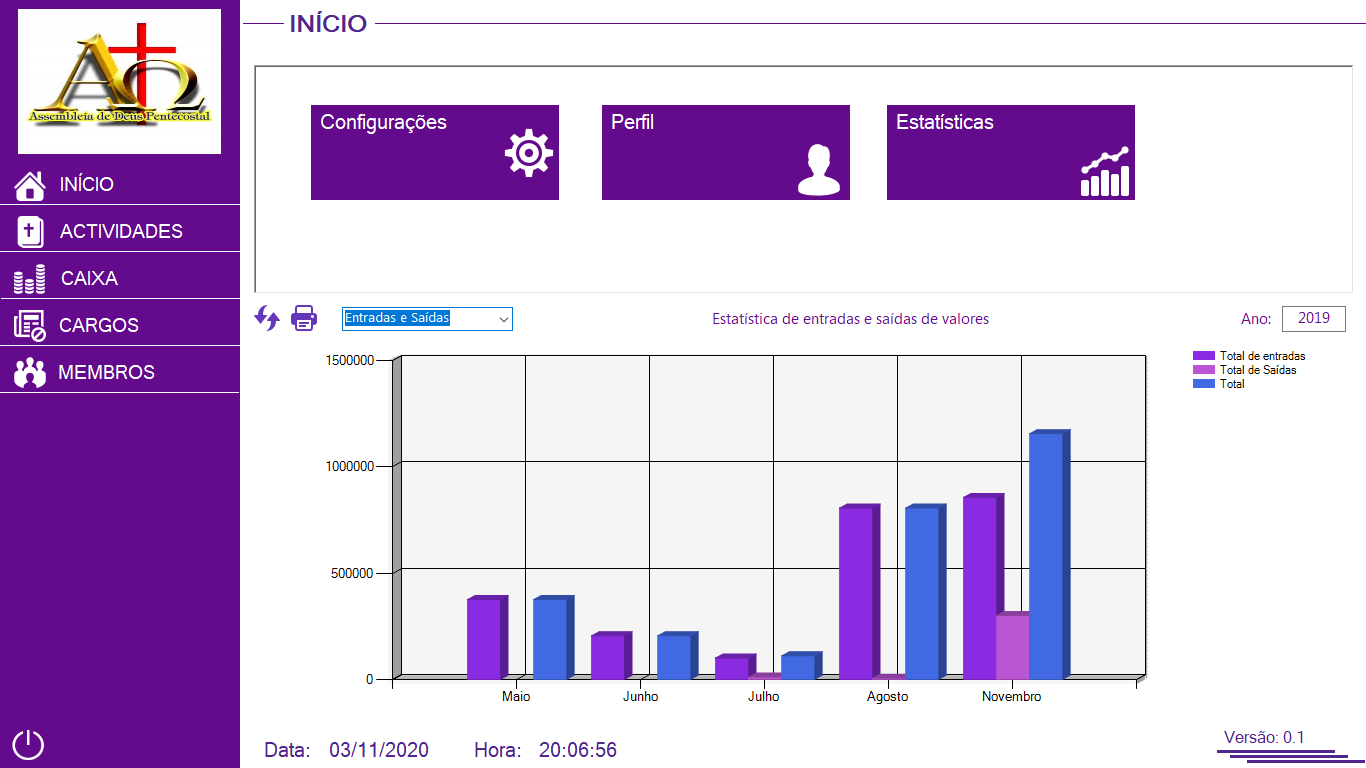 AΩ
Assembleia de Deus Pentecostal
INÍCIO
ACTIVIDADES
CAIXA
CARGOS
MEMBROS
INÍCIO
Configurações
Perfil
Estatísticas
Entradas e Saídas
Estatística de entradas e saídas de valores
Ano: 2019
1500000
1000000
500000
0
Maio Junho Julho Agosto Novembro
Total de entradas
Total de Saídas
Total
Data: 03/11/2020 Hora: 20:06:56
Versão: 0.1